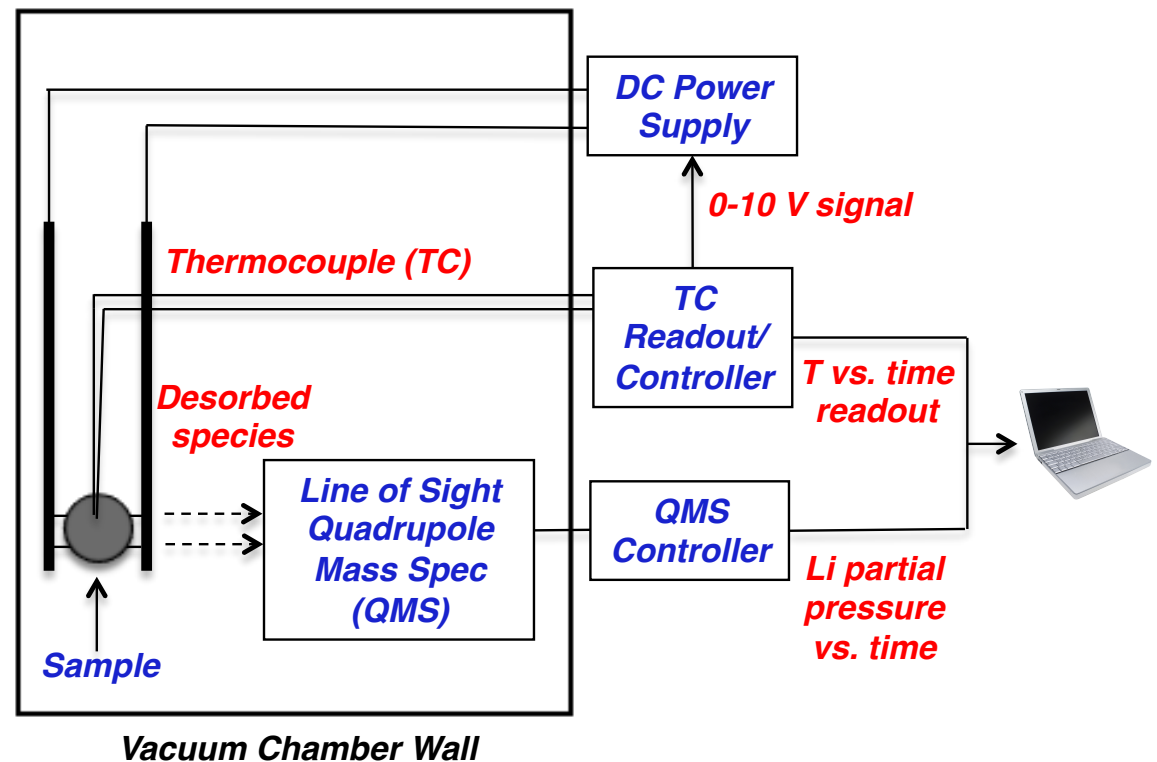 DC Power
Supply
0-10 V signal
Thermocouple (TC)
TC
Readout/
Controller
T vs. time
readout
Desorbed
species
Line of Sight
Quadrupole
Mass Spec
(QMS)
QMS
Controller
Li partial
pressure
vs. time
Sample
Vacuum Chamber Wall